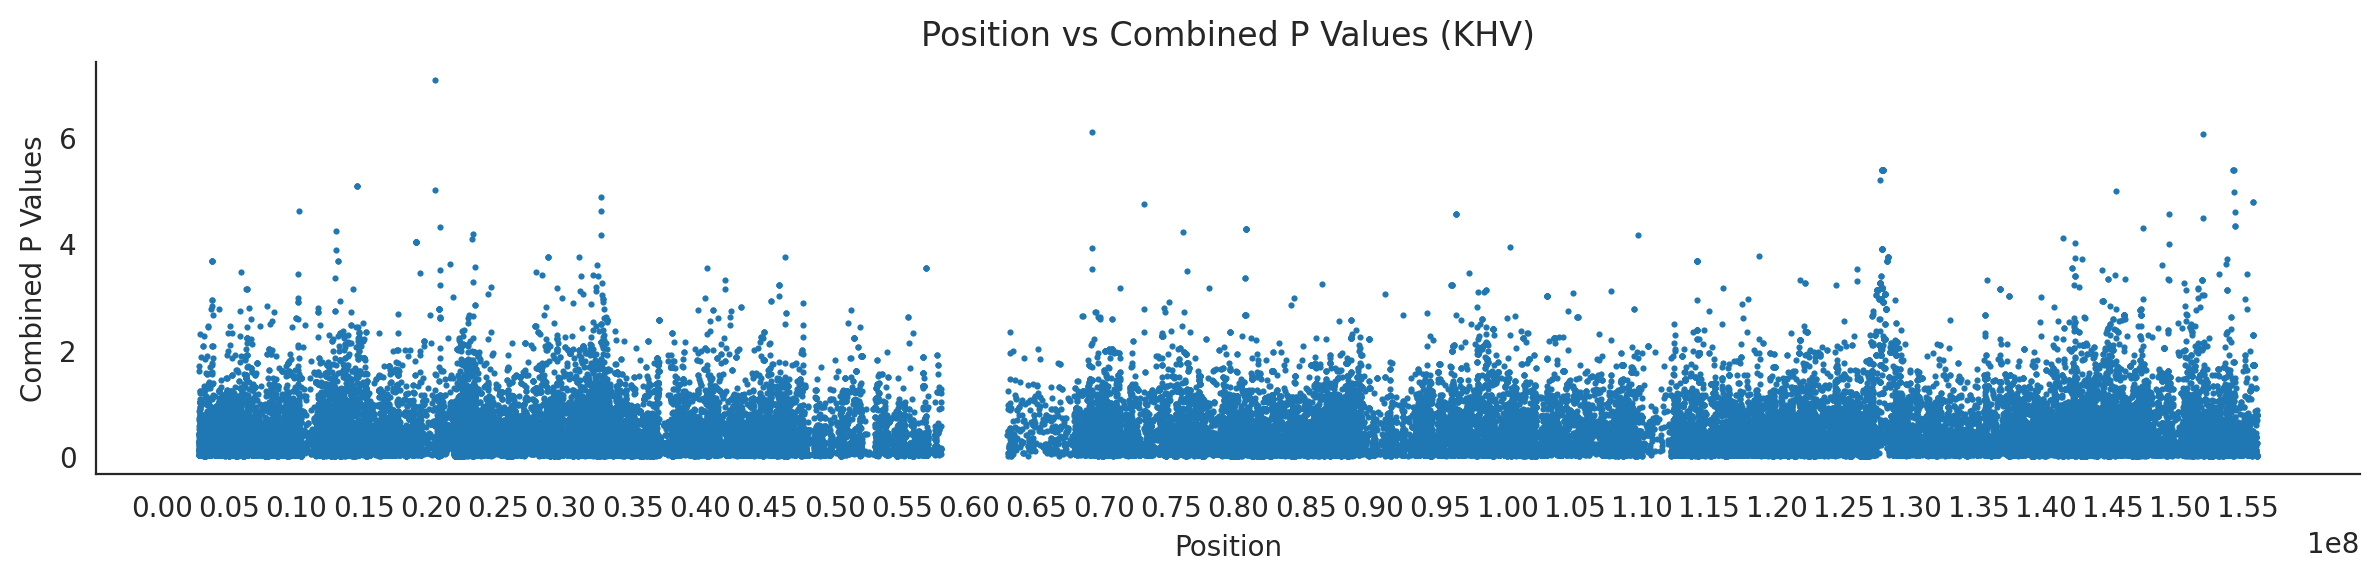 Position vs Combined P Values (KHV)
Combined P Values
6
4
2
0
0.00 0.05 0.10 0.15 0.20 0.25 0.30 0.35 0.40 0.45 0.50 0.55 0.60 0.65 0.70 0.75 0.80 0.85 0.90 0.95 1.00 1.05 1.10 1.15 1.20 1.25 1.30 1.35 1.40 1.45 1.50 1.55
1e8
Position